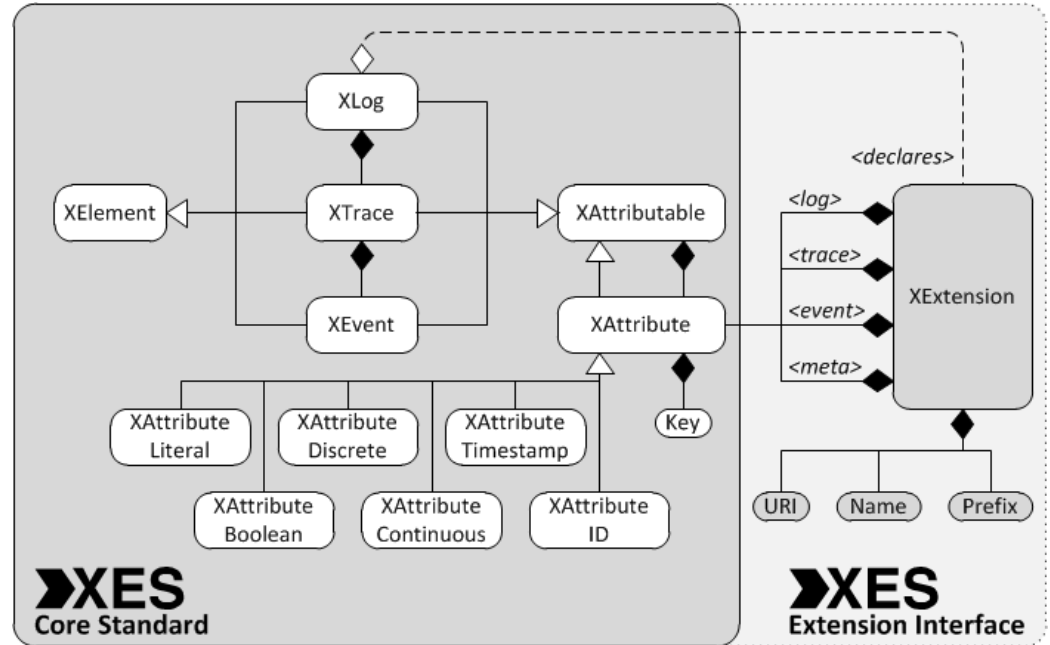 XLog
<declares>
XElement
XTrace
XAttributable
<log>
<trace>
XExtension
XEvent
XAttribute
<event>
<meta>
XAttribute
Literal
XAttribute
Discrete
XAttribute
Timestamp
Key
XAttribute
Boolean
XAttribute
Continuous
XAttribute
ID
URI
Name
Prefix
XES
Core Standard
XES
Extension Interface